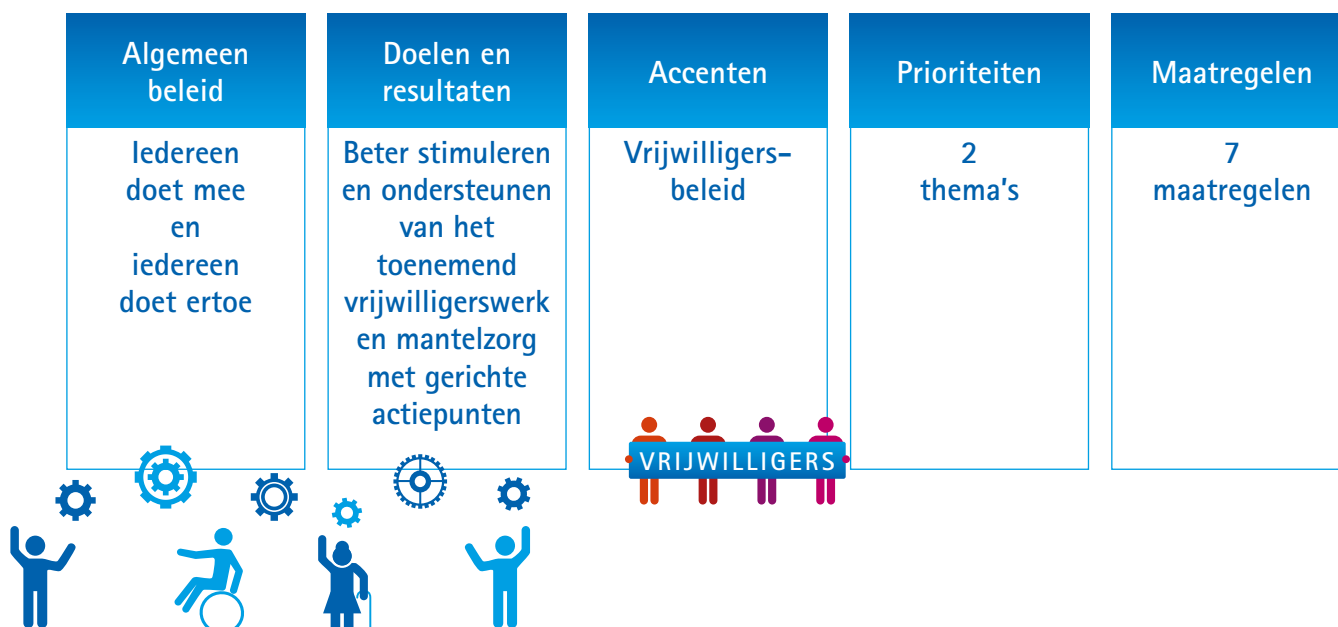 Algemeen
beleid
Iedereen
doet mee
en
iedereen
doet ertoe
Doelen en
resultaten
Beter stimuleren
en ondersteunen
van het
toenemend
vrijwilligerswerk
en mantelzorg
met gerichte
actiepunten
Accenten
Vrijwilligers-
beleid
VRIJWILLIGERS
Prioriteiten
2
thema's
Maatregelen
7
maatregelen